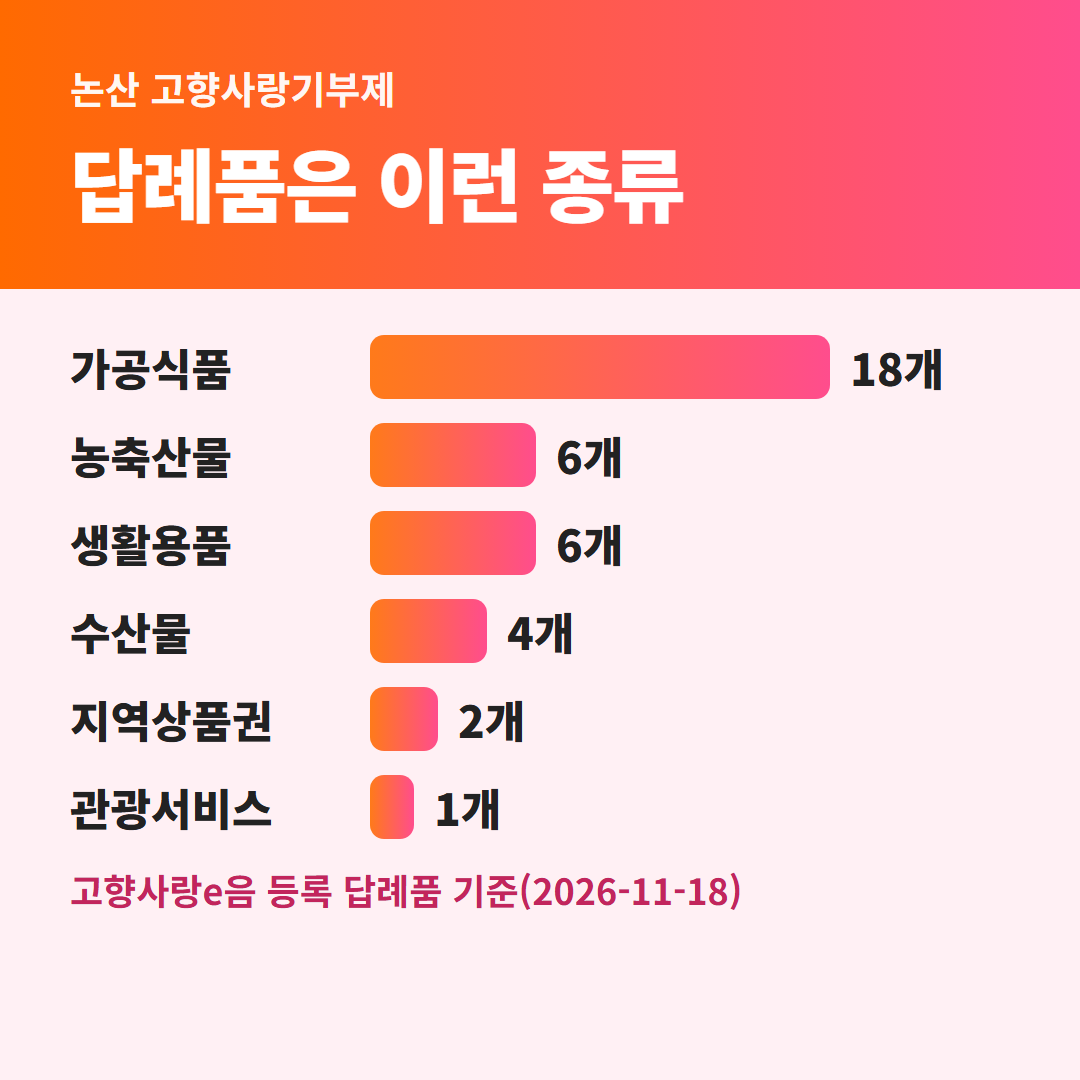 논산 고향사랑기부제
답례품은 이런 종류
가공식품 18개
농축산물 6개
생활용품 6개
수산물 4개
지역상품권 2개
관광서비스 1개
고향사랑e음 등록 답례품 기준(2026-11-18)